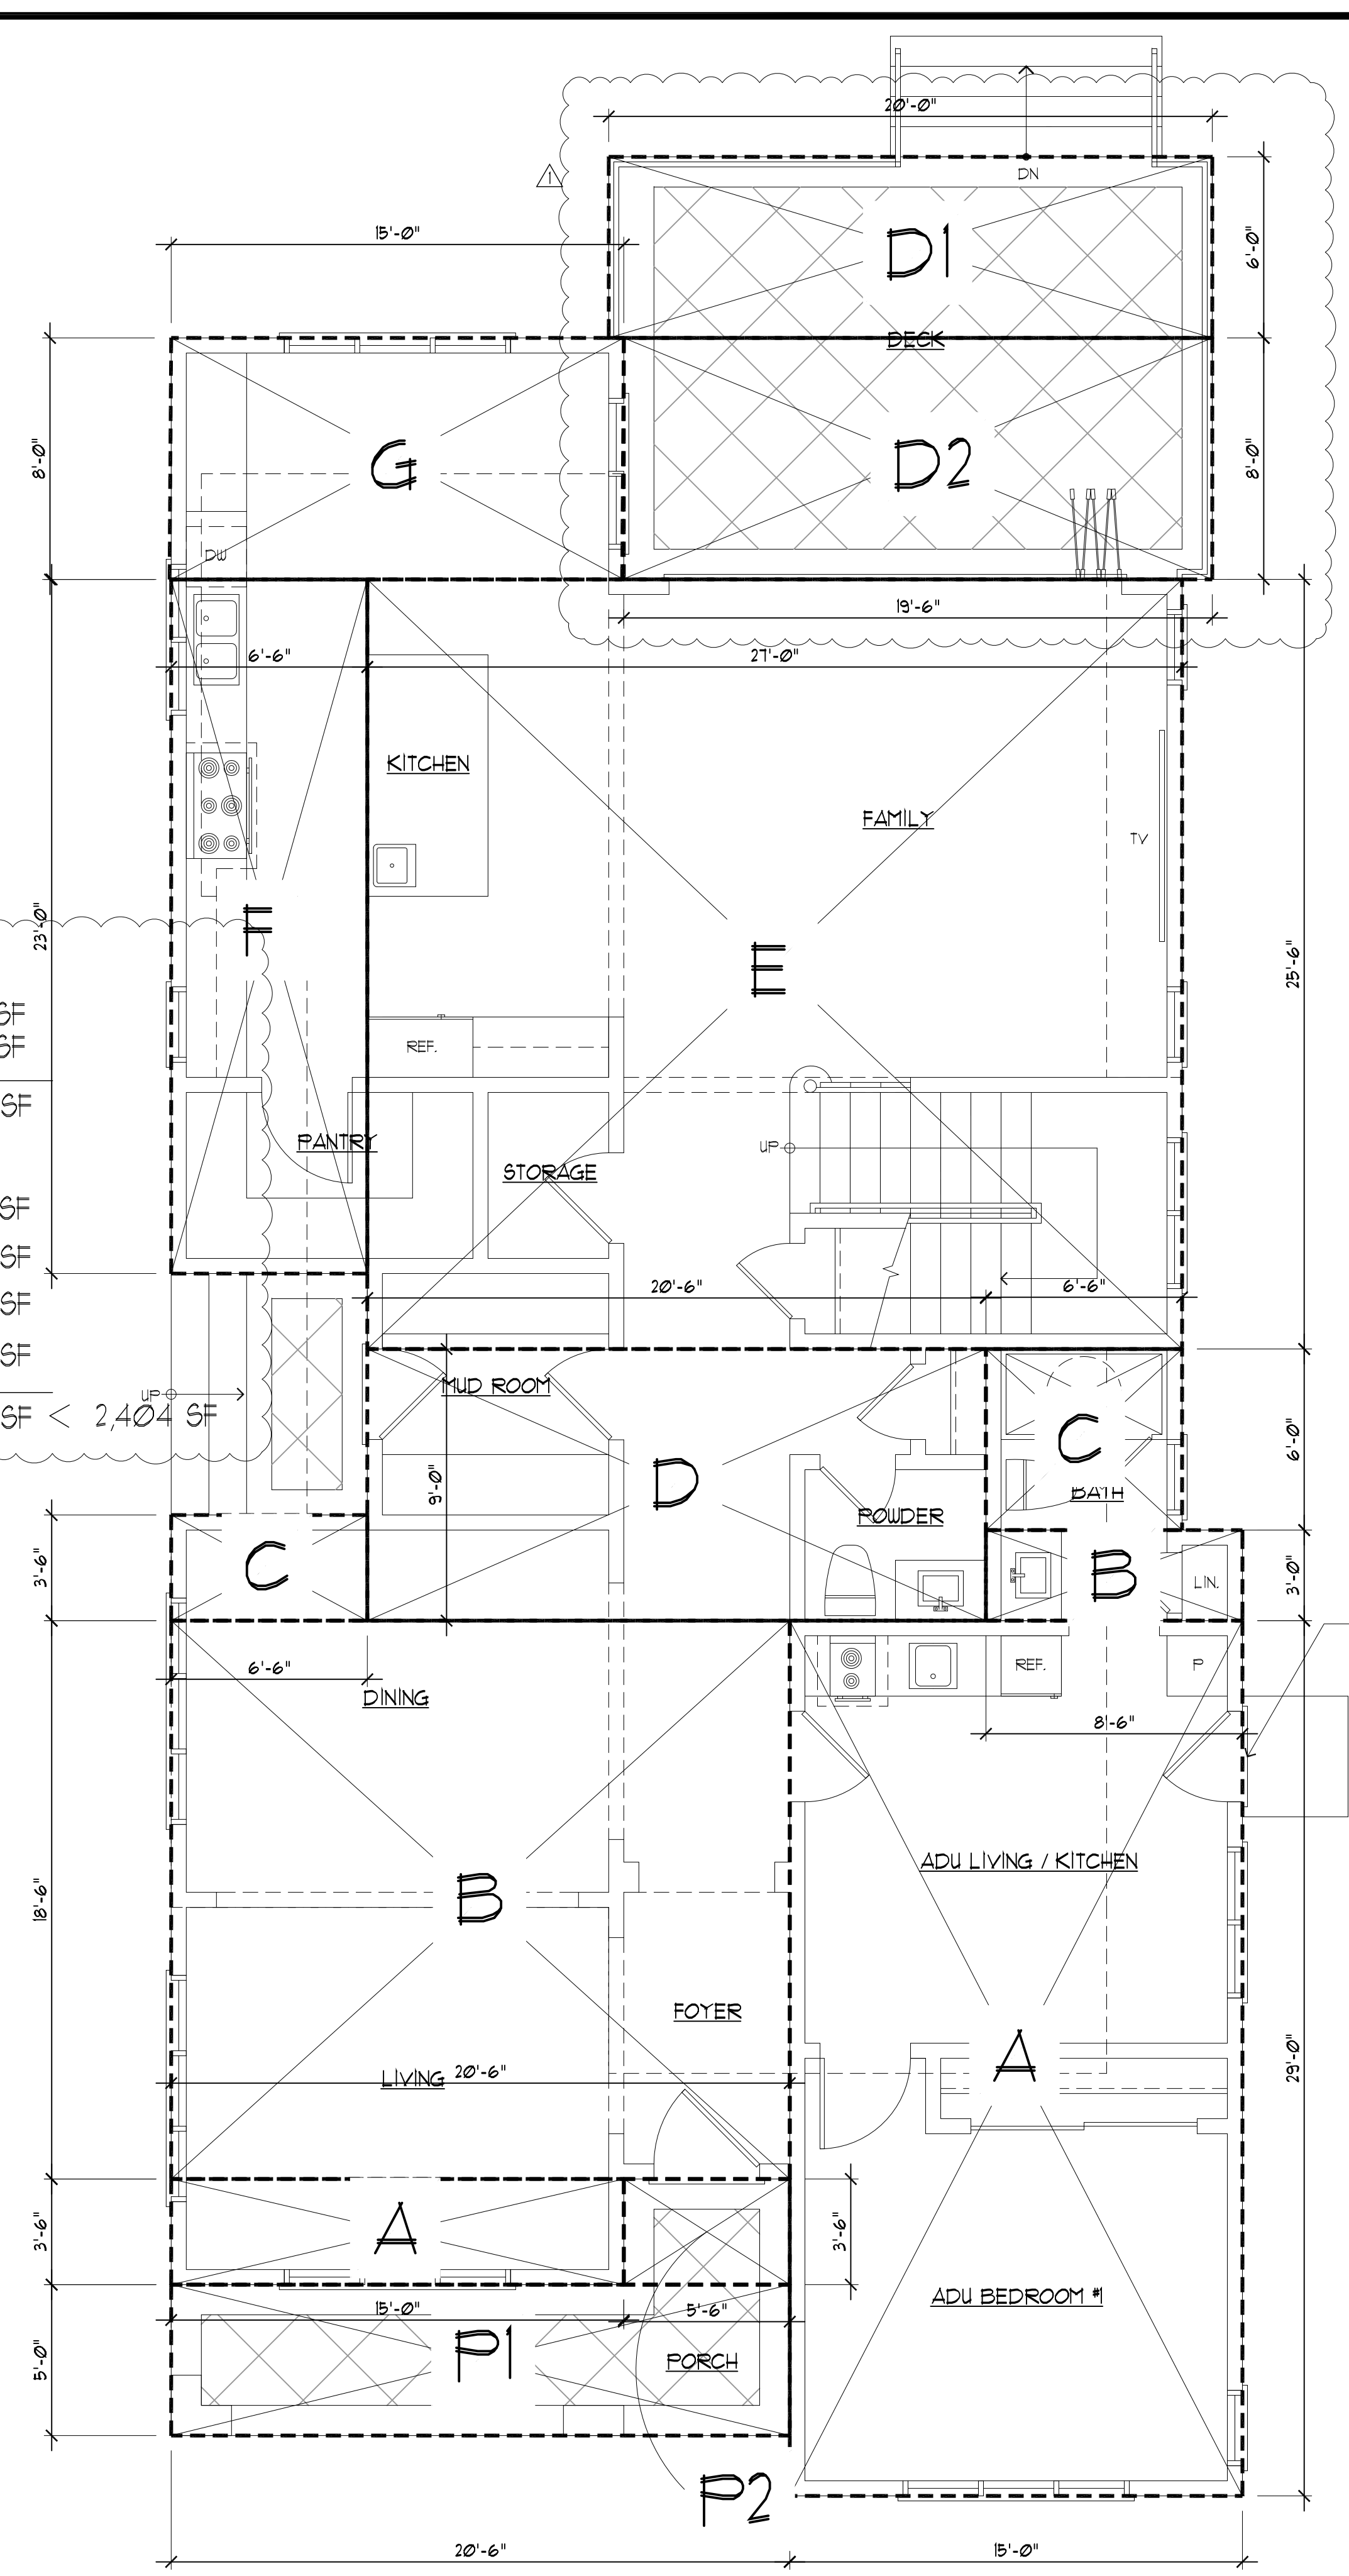 20'-0"
DN
1
15'-0"
D1
6'-0"
DECK
8'-0"
G
D2
8'-0"
DW
19'-6"
6'-6"
27'-0"
KITCHEN
FAMILY
TV
23'-0"
F
E
25'-6"
SF
SF
REF.
SF
PANTRY
UP
STORAGE
SF
SF
20'-6"
6'-6"
SF
SF
MUD ROOM
UP
SF < 2,404 SF
C
6'-0"
D
9'-0"
BATH
POWDER
3'-6"
C
B
LIN.
3'-0"
6'-6"
REF.
P
DINING
8'-6"
ADU LIVING / KITCHEN
18'-6"
B
FOYER
A
29'-0"
LIVING
20'-6"
3'-6"
A
3'-6"
ADU BEDROOM #1
15'-0"
5'-6"
5'-0"
P1
PORCH
P2
20'-6"
15'-0"